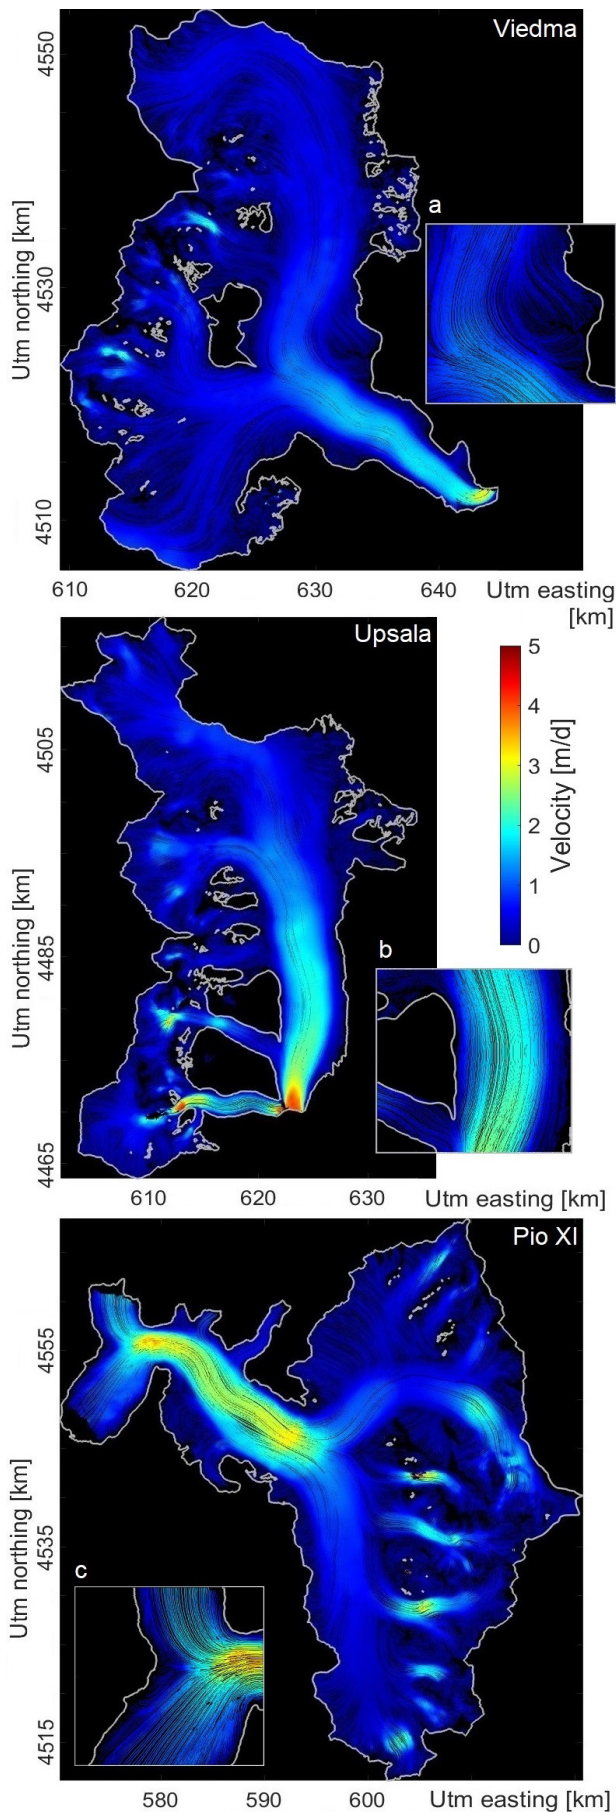 Viedma
4550
4530
4510
Utm northing [km]
a
610
620
630
640
Utm easting
[km]
Upsala
4505
4485
4465
Utm northing [km]
5
4
3
2
1
0
Velocity [m/d]
b
610
620
630
Utm easting [km]
Pio XI
4555
4535
4515
Utm northing [km]
c
580
590
600
Utm easting [km]